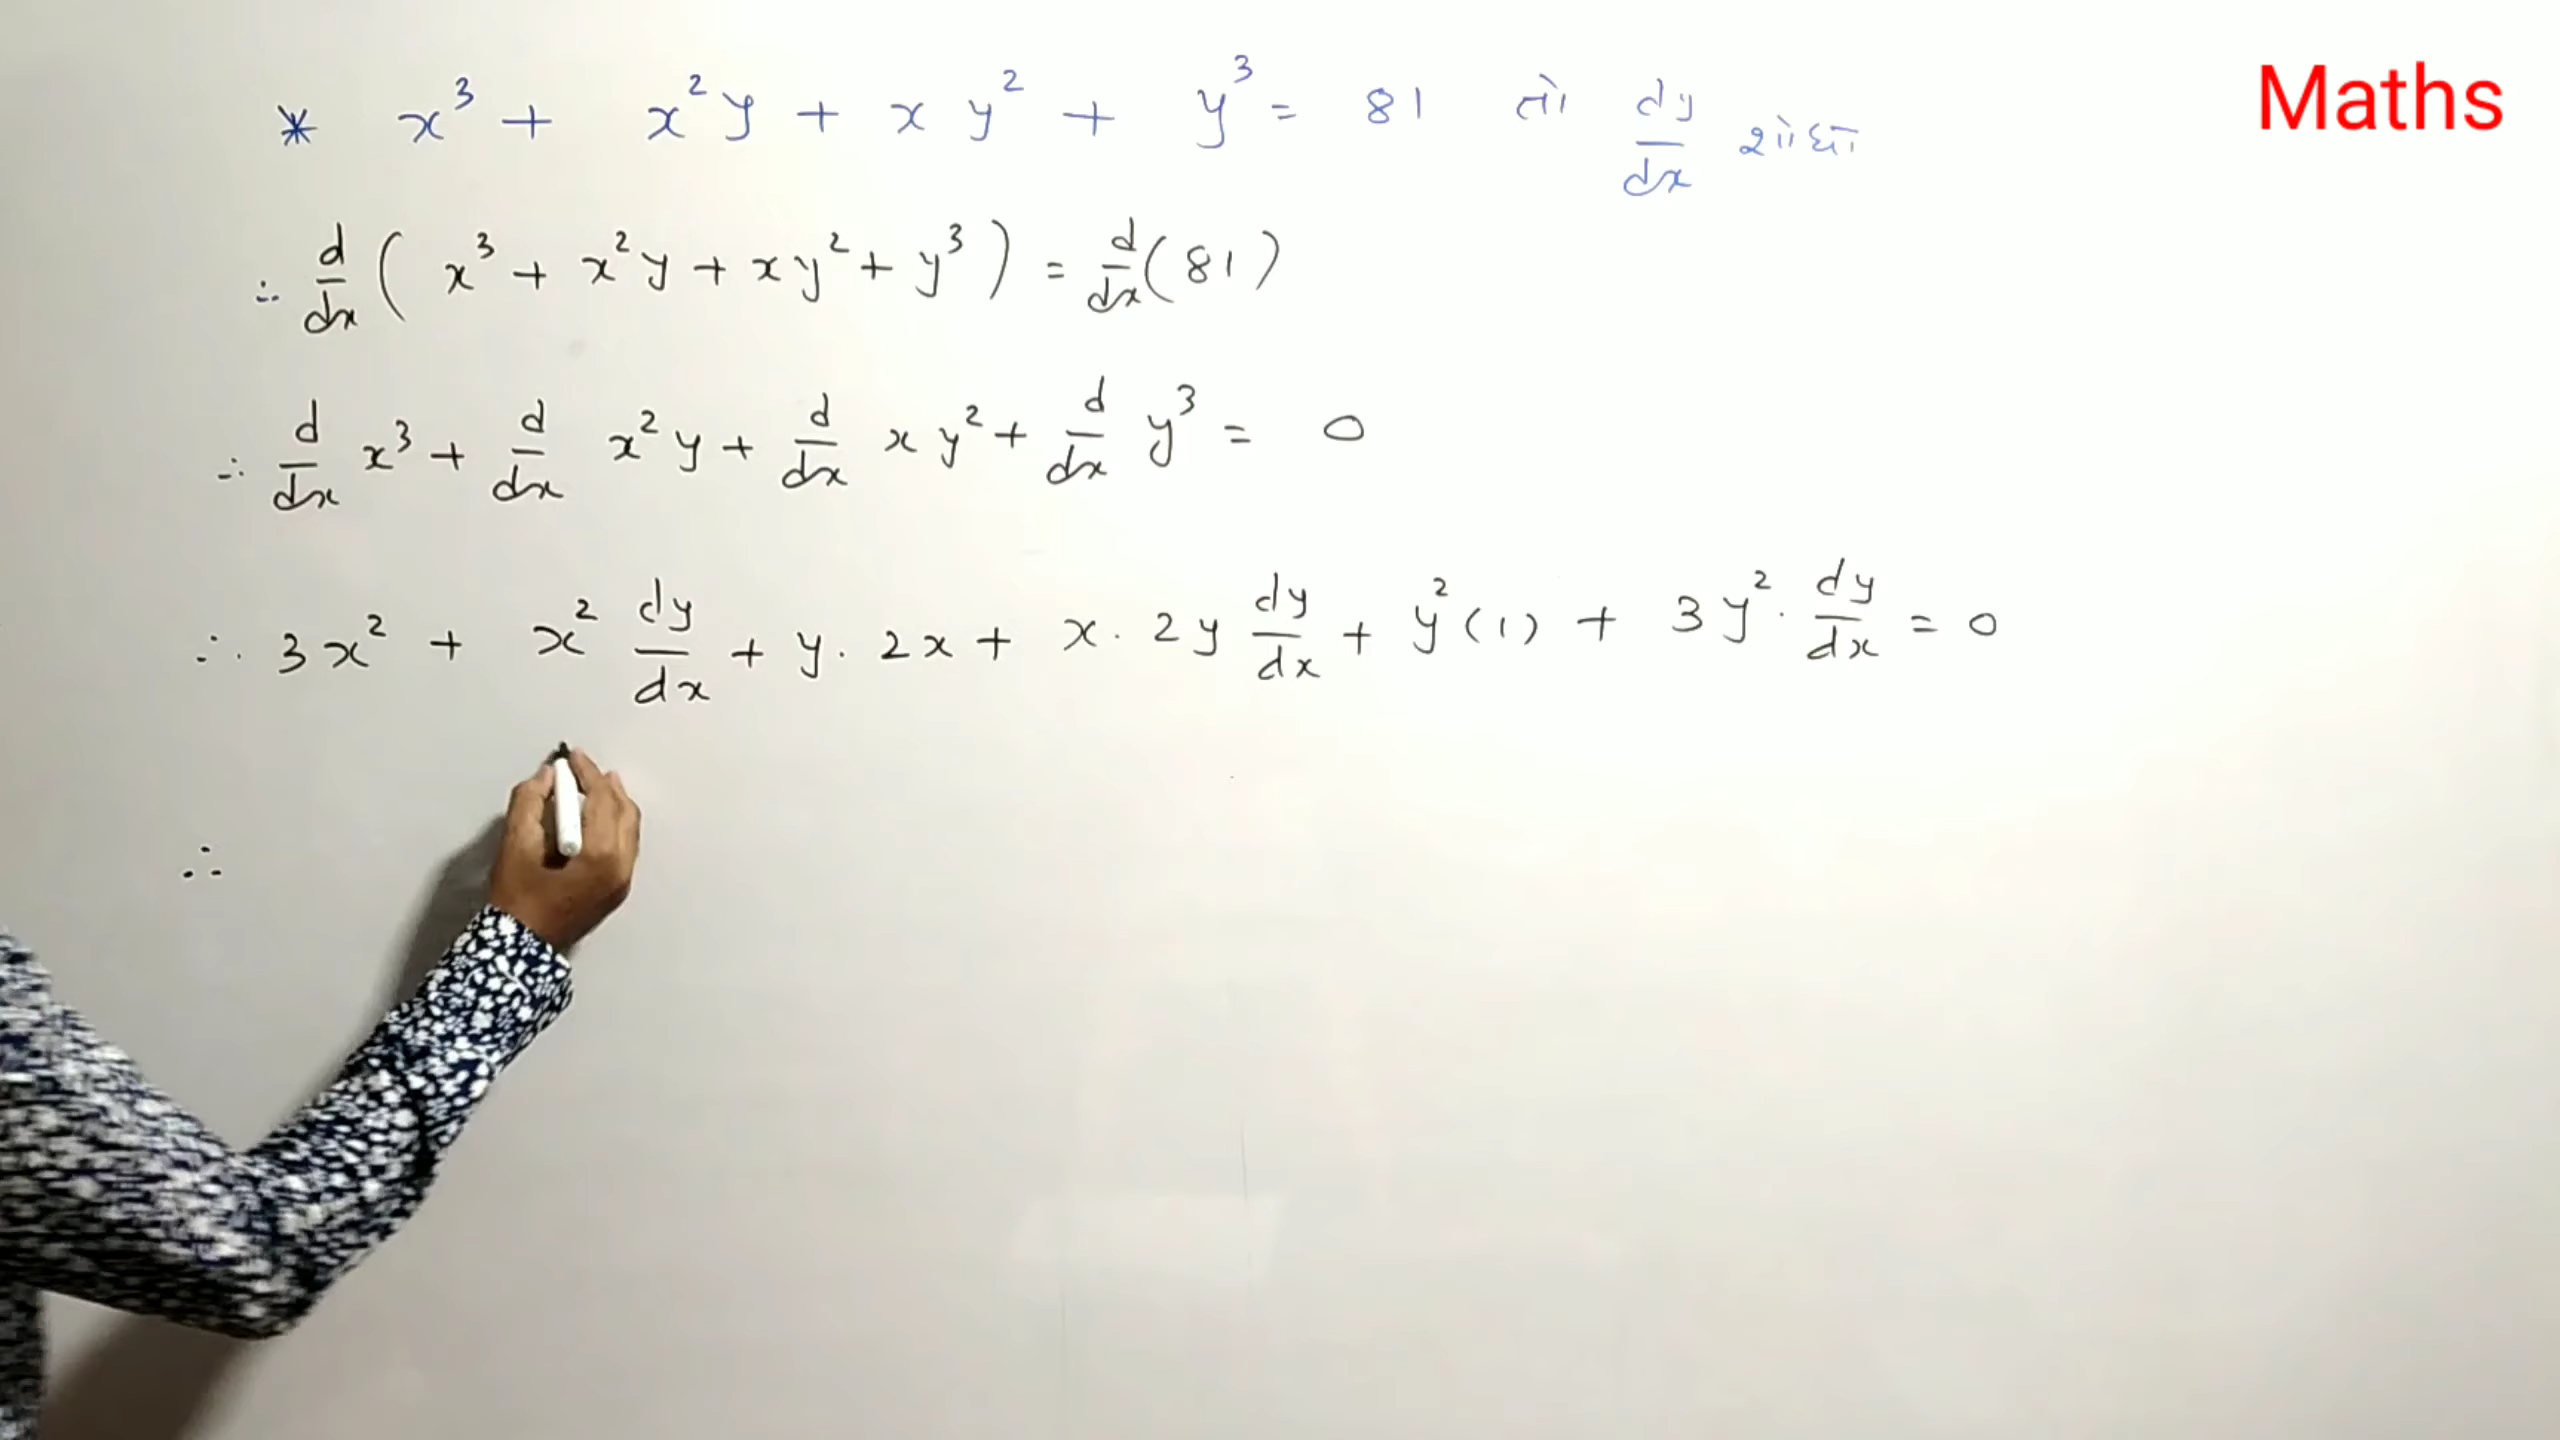 Maths
* x³ + x²y + xy² + y³ = 81 તો dy/dx શોધો
∴ d/dx ( x³ + x²y + xy² + y³ ) = d/dx (81)
∴ d/dx x³ + d/dx x²y + d/dx xy² + d/dx y³ = 0
∴ 3x² + x² dy/dx + y . 2x + x . 2y dy/dx + y²(1) + 3y² . dy/dx = 0
∴